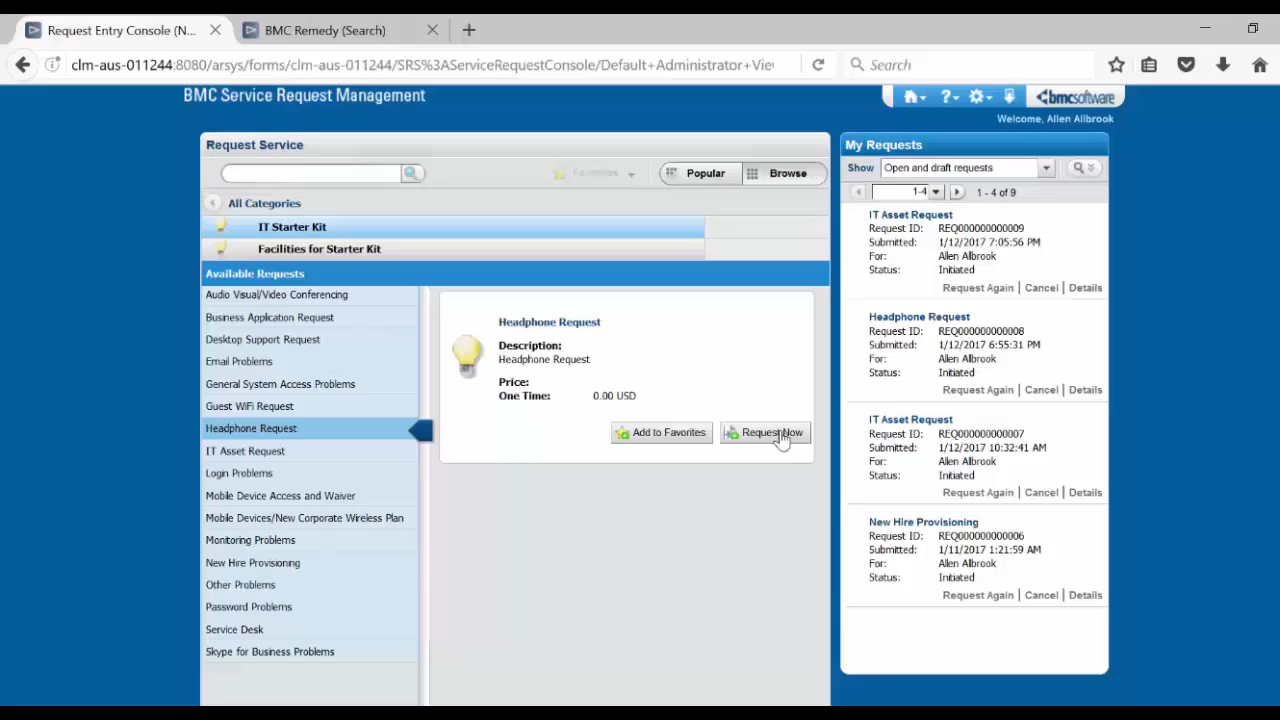 Request Entry Console (N...
BMC Remedy (Search)
clm-aus-011244:8080/arsys/forms/clm-aus-011244/SRS%3AServiceRequestConsole/Default+Administrator+Vie
Search
BMC Service Request Management
bmcsoftware
Welcome, Allen Allbrook
Request Service
Favorites
Popular
Browse
All Categories
IT Starter Kit
Facilities for Starter Kit
Available Requests
Audio Visual/Video Conferencing
Business Application Request
Desktop Support Request
Email Problems
General System Access Problems
Guest WiFi Request
Headphone Request
IT Asset Request
Login Problems
Mobile Device Access and Waiver
Mobile Devices/New Corporate Wireless Plan
Monitoring Problems
New Hire Provisioning
Other Problems
Password Problems
Service Desk
Skype for Business Problems
Headphone Request
Description:
Headphone Request
Price:
One Time: 0.00 USD
Add to Favorites
Request Now
My Requests
Show Open and draft requests
1-4 1 - 4 of 9
IT Asset Request
Request ID: REQ000000000009
Submitted: 1/12/2017 7:05:56 PM
For: Allen Albrook
Status: Initiated
Request Again | Cancel | Details
Headphone Request
Request ID: REQ000000000008
Submitted: 1/12/2017 6:55:31 PM
For: Allen Albrook
Status: Initiated
Request Again | Cancel | Details
IT Asset Request
Request ID: REQ000000000007
Submitted: 1/12/2017 10:32:41 AM
For: Allen Albrook
Status: Initiated
Request Again | Cancel | Details
New Hire Provisioning
Request ID: REQ000000000006
Submitted: 1/11/2017 1:21:59 AM
For: Allen Albrook
Status: Initiated
Request Again | Cancel | Details